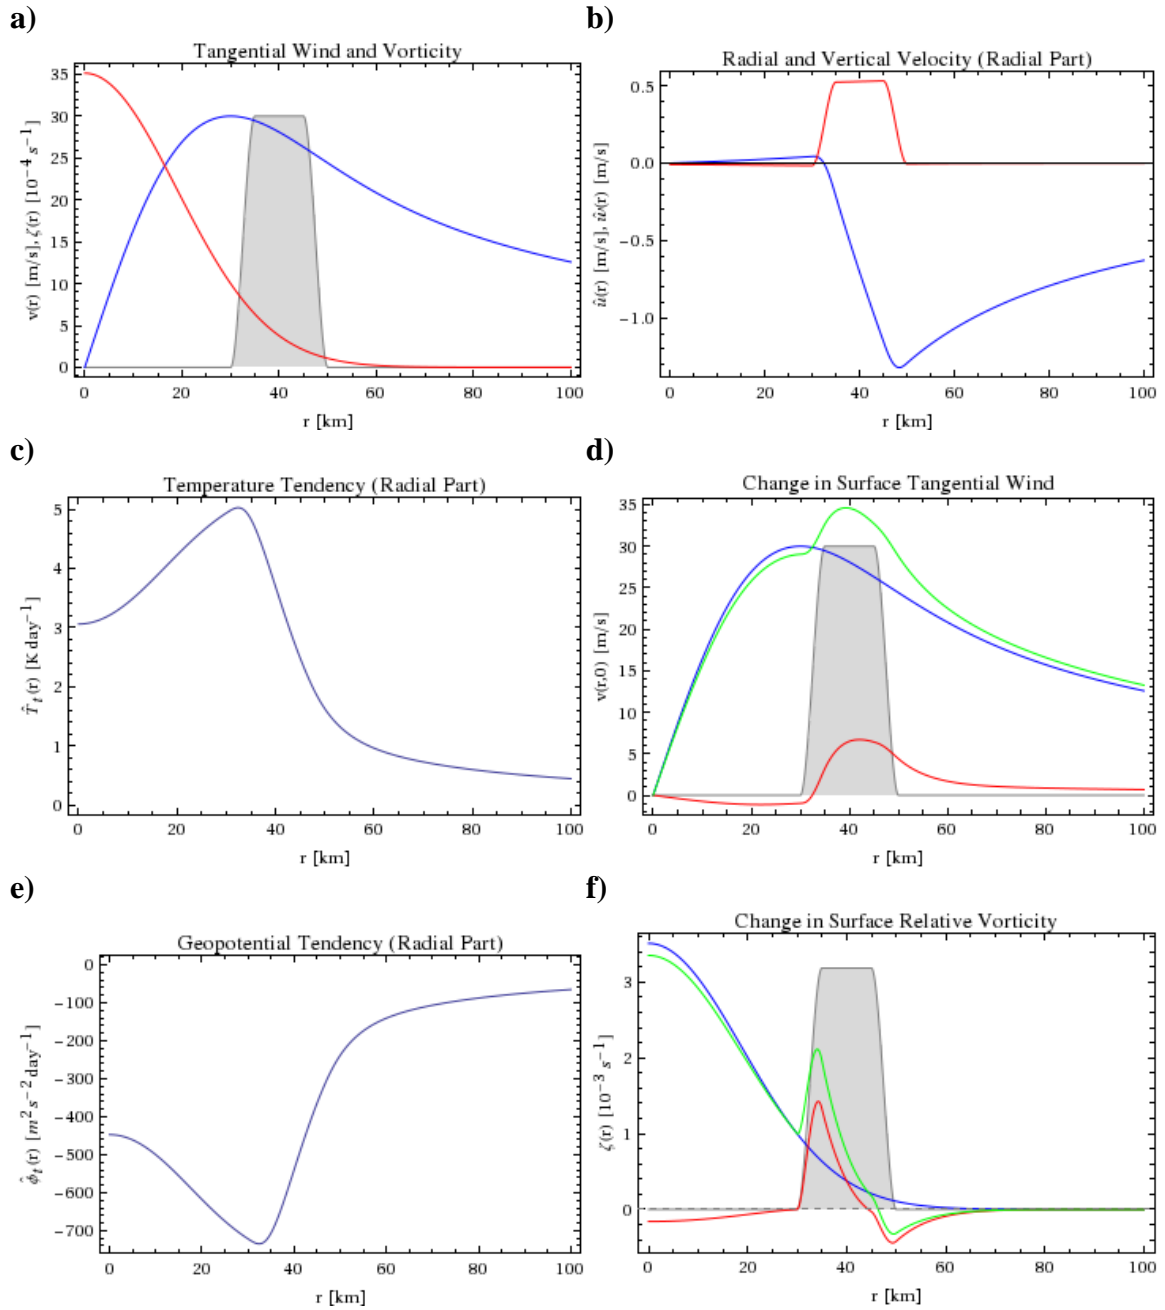 a)
Tangential Wind and Vorticity
v(r) [m/s], ζ(r) [10⁻⁴ s⁻¹]
35
30
25
20
15
10
5
0
0 20 40 60 80 100
r [km]
b)
Radial and Vertical Velocity (Radial Part)
û(r) [m/s], ŵ(r) [m/s]
0.5
0.0
−0.5
−1.0
0 20 40 60 80 100
r [km]
c)
Temperature Tendency (Radial Part)
T̂ₜ(r) [K day⁻¹]
5
4
3
2
1
0
0 20 40 60 80 100
r [km]
d)
Change in Surface Tangential Wind
v(r,0) [m/s]
35
30
25
20
15
10
5
0
0 20 40 60 80 100
r [km]
e)
Geopotential Tendency (Radial Part)
ϕ̂ₜ(r) [m² s⁻² day⁻¹]
0
−100
−200
−300
−400
−500
−600
−700
0 20 40 60 80 100
r [km]
f)
Change in Surface Relative Vorticity
ζ(r) [10⁻³ s⁻¹]
3
2
1
0
0 20 40 60 80 100
r [km]